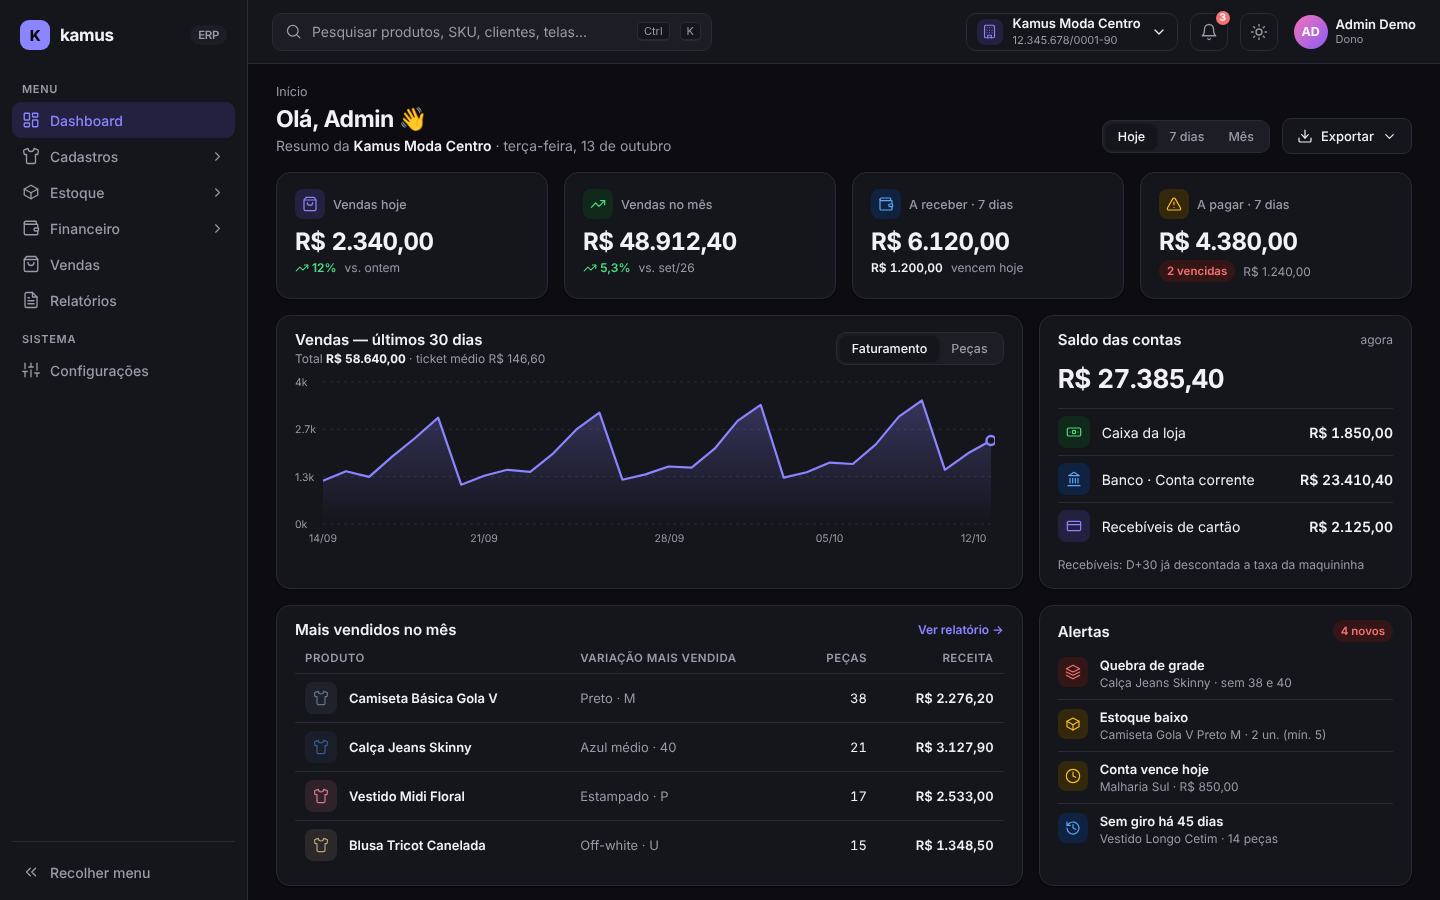 K kamus ERP
MENU
Dashboard
Cadastros
Estoque
Financeiro
Vendas
Relatórios
SISTEMA
Configurações
Recolher menu
Pesquisar produtos, SKU, clientes, telas... Ctrl K
Kamus Moda Centro
12.345.678/0001-90
3
AD
Admin Demo
Dono
Início
Olá, Admin 👋
Resumo da Kamus Moda Centro · terça-feira, 13 de outubro
Hoje 7 dias Mês
Exportar
Vendas hoje
R$ 2.340,00
12% vs. ontem
Vendas no mês
R$ 48.912,40
5,3% vs. set/26
A receber · 7 dias
R$ 6.120,00
R$ 1.200,00 vencem hoje
A pagar · 7 dias
R$ 4.380,00
2 vencidas R$ 1.240,00
Vendas — últimos 30 dias
Total R$ 58.640,00 · ticket médio R$ 146,60
Faturamento Peças
4k
2.7k
1.3k
0k
14/09 21/09 28/09 05/10 12/10
Saldo das contas agora
R$ 27.385,40
Caixa da loja R$ 1.850,00
Banco · Conta corrente R$ 23.410,40
Recebíveis de cartão R$ 2.125,00
Recebíveis: D+30 já descontada a taxa da maquininha
Mais vendidos no mês Ver relatório →
PRODUTO VARIAÇÃO MAIS VENDIDA PEÇAS RECEITA
Camiseta Básica Gola V Preto · M 38 R$ 2.276,20
Calça Jeans Skinny Azul médio · 40 21 R$ 3.127,90
Vestido Midi Floral Estampado · P 17 R$ 2.533,00
Blusa Tricot Canelada Off-white · U 15 R$ 1.348,50
Alertas 4 novos
Quebra de grade
Calça Jeans Skinny · sem 38 e 40
Estoque baixo
Camiseta Gola V Preto M · 2 un. (mín. 5)
Conta vence hoje
Malharia Sul · R$ 850,00
Sem giro há 45 dias
Vestido Longo Cetim · 14 peças